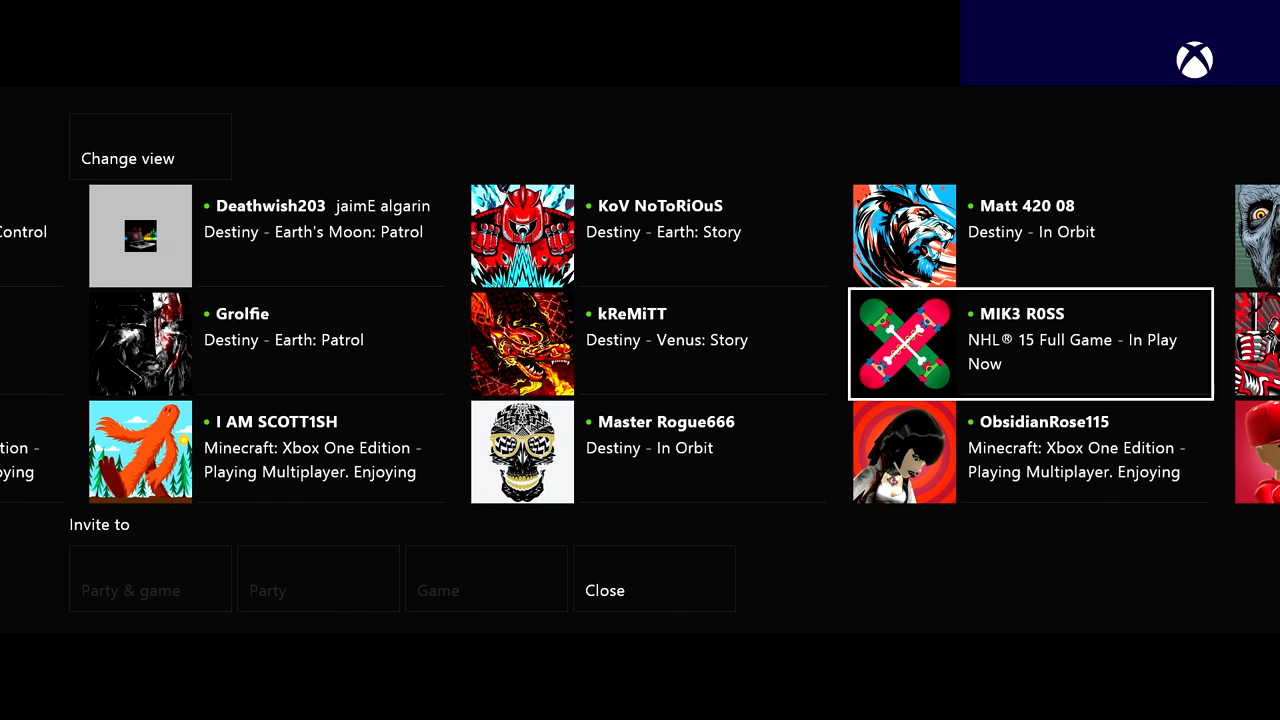 Change view
Control
Deathwish203 jaimE algarin
Destiny - Earth's Moon: Patrol
KoV NoToRiOuS
Destiny - Earth: Story
Matt 420 08
Destiny - In Orbit
Grolfie
Destiny - Earth: Patrol
kReMiTT
Destiny - Venus: Story
MIK3 R0SS
NHL® 15 Full Game - In Play
Now
tion -
oying
I AM SCOTT1SH
Minecraft: Xbox One Edition -
Playing Multiplayer. Enjoying
Master Rogue666
Destiny - In Orbit
ObsidianRose115
Minecraft: Xbox One Edition -
Playing Multiplayer. Enjoying
Invite to
Party & game
Party
Game
Close